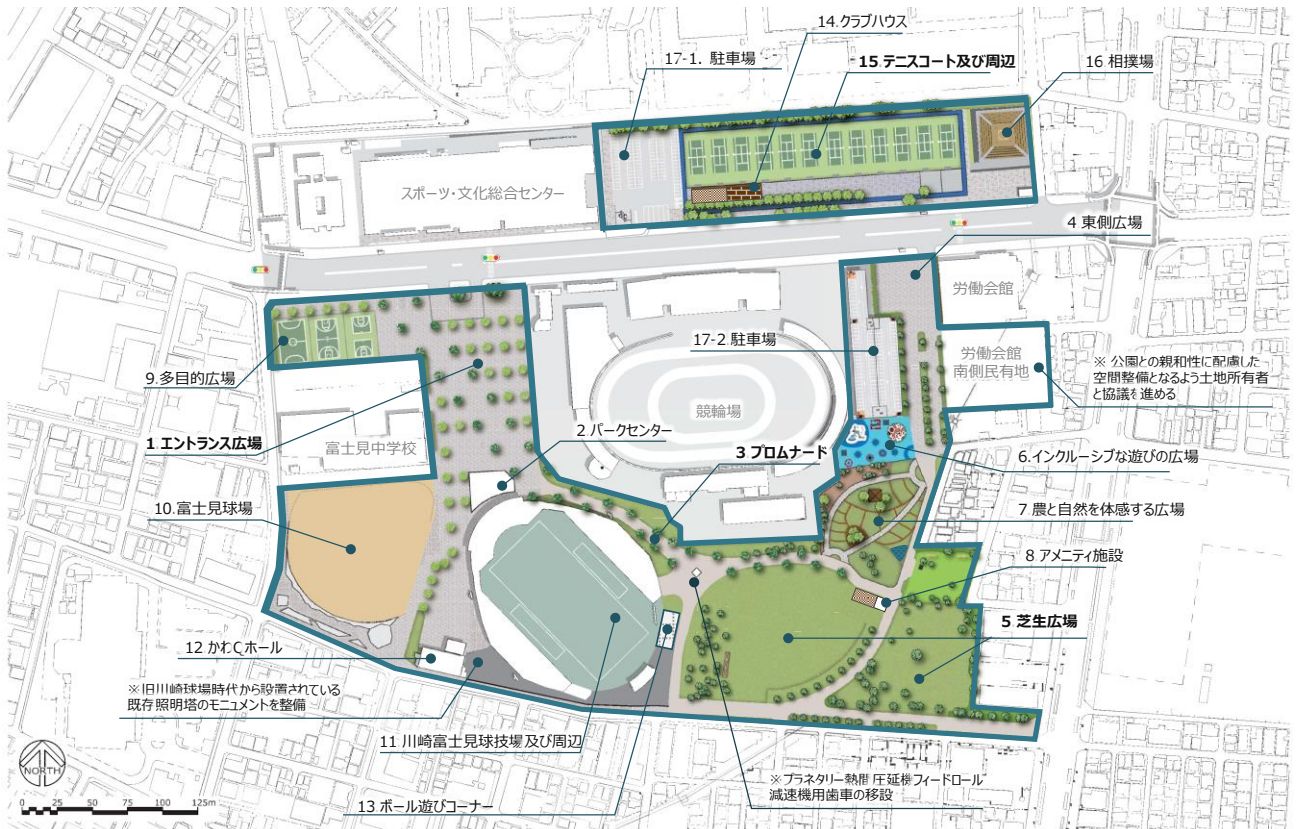 14.クラブハウス
17-1. 駐車場
15 テニスコート及び周辺
16 相撲場
スポーツ・文化総合センター
4 東側広場
労働会館
17-2 駐車場
労働会館
南側民有地
9.多目的広場
※ 公園との親和性に配慮した
空間整備となるよう土地所有者
と協議を進める
競輪場
2 パークセンター
1 エントランス広場
富士見中学校
3 プロムナード
6.インクルーシブな遊びの広場
10.富士見球場
7 農と自然を体感する広場
8 アメニティ施設
5 芝生広場
12 かわQホール
※旧川崎球場時代から設置されている
既存照明塔のモニュメントを整備
11 川崎富士見球技場及び周辺
※プラネタリー熱間圧延機フィードロール
減速機用歯車の移設
13 ボール遊びコーナー
NORTH
0 25 50 75 100 125m